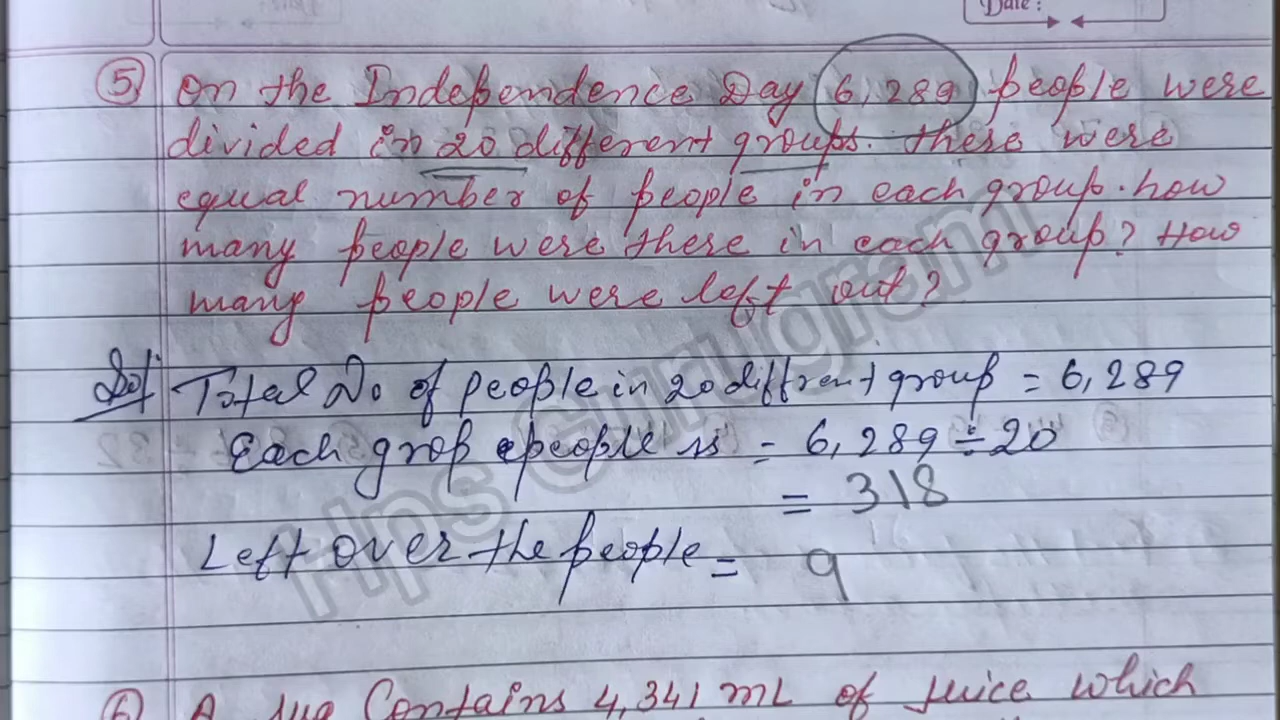 Date :
5 On the Independence Day 6,289 people were
divided in 20 different groups. there were
equal number of people in each group. how
many people were there in each group? How
many people were left out?
Sol Total No of people in 20 diffrent group = 6,289
Each grop people is = 6,289 ÷ 20
= 318
Left over the people = 9
Hps Gurugram
6 A Jug Contains 4,341 mL of juice which